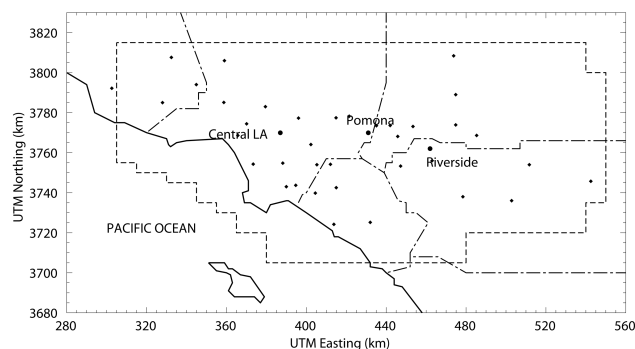 3820
3800
3780
3760
3740
3720
3700
3680
UTM Northing (km)
Central LA
Pomona
Riverside
PACIFIC OCEAN
280 320 360 400 440 480 520 560
UTM Easting (km)